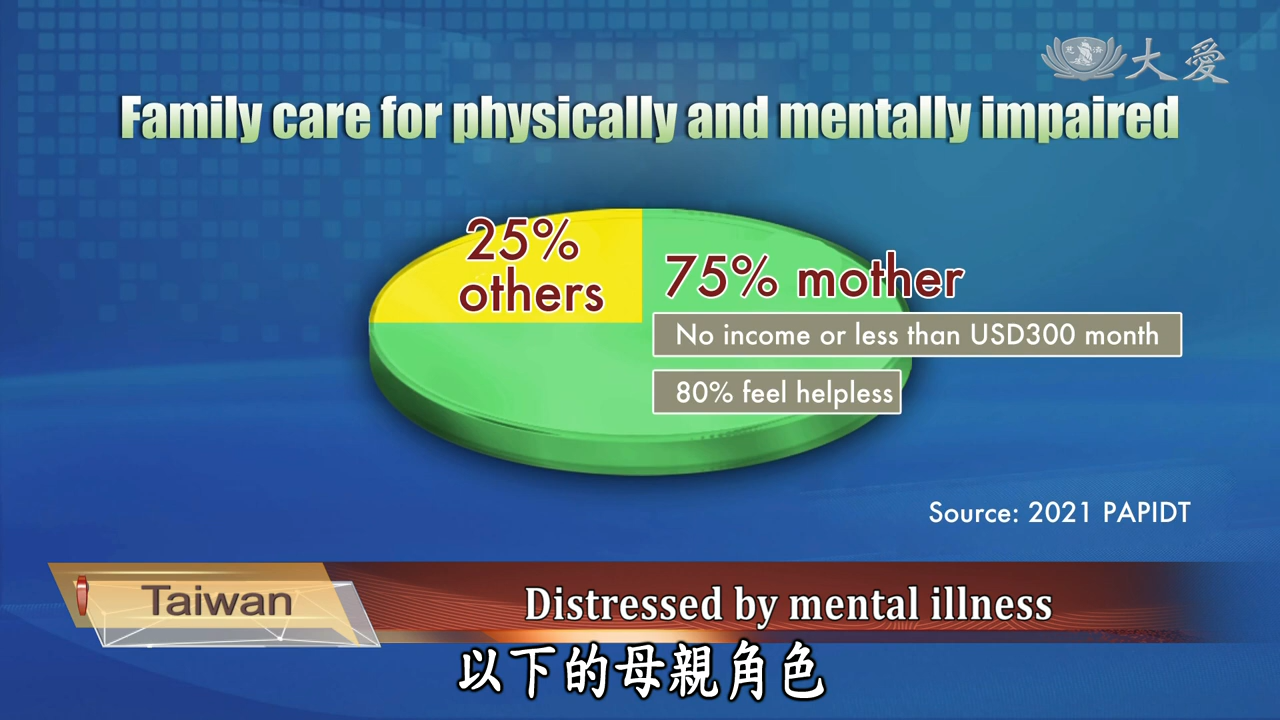 大愛
Family care for physically and mentally impaired
25%
others
75% mother
No income or less than USD300 month
80% feel helpless
Source: 2021 PAPIDT
Taiwan
Distressed by mental illness
以下的母親角色